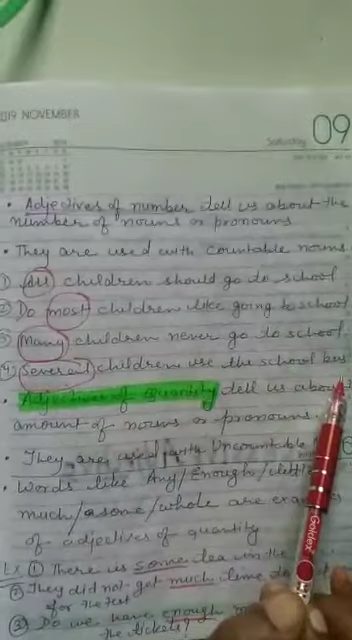 2019 NOVEMBER
Saturday 09
• Adjectives of number tell us about the
number of nouns or pronouns
• They are used with countable nouns
① All children should go to school
② Do most children like going to school
③ Many children never go to school.
④ Several children use the school bus
• Adjectives of Quantity tell us about
amount of nouns or pronouns.
• They are used with Uncountable
• Words like Any/Enough/little
much/some/whole are
of adjectives of quantity
Ex ① There is some tea in the
② They did not get much time
for the test
③ Do we have enough
the tickets?
Goldex